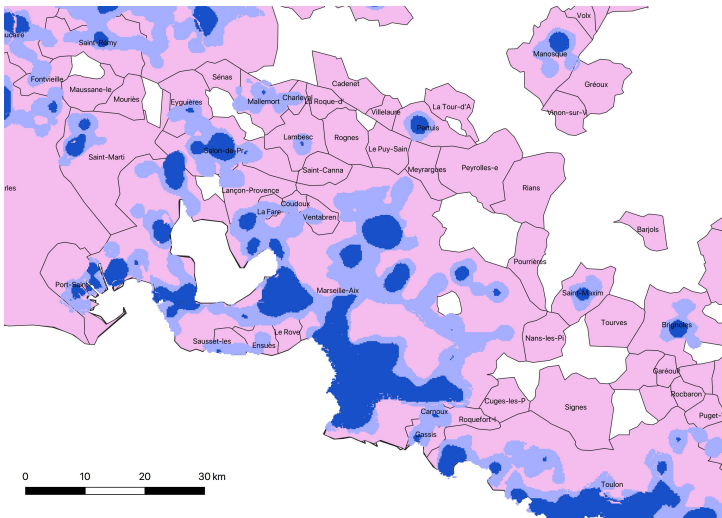 Volx
ucaire
Saint-Rémy
Manosque
Fontvieille
Sénas
Cadenet
Gréoux
Maussane-le
Mouriès
Eyguières
Mallemort
Charleval
La Roque-d'
Villelaure
La Tour-d'A
Vinon-sur-V
Pertuis
Lambesc
Rognes
Saint-Marti
Salon-de-Pr
Le Puy-Sain
Meyrargues
Peyrolles-e
Saint-Canna
rles
Lançon-Provence
Rians
Coudoux
La Fare
Ventabren
Barjols
Pourrières
Port-Saint
Marseille-Aix
Saint-Maxim
Tourves
Brignoles
Le Rove
Sausset-les
Ensuès
Nans-les-Pi
Garéoult
Cuges-les-P
Signes
Rocbaron
Carnoux
Roquefort-l
Puget-
Cassis
Toulon
0 10 20 30 km